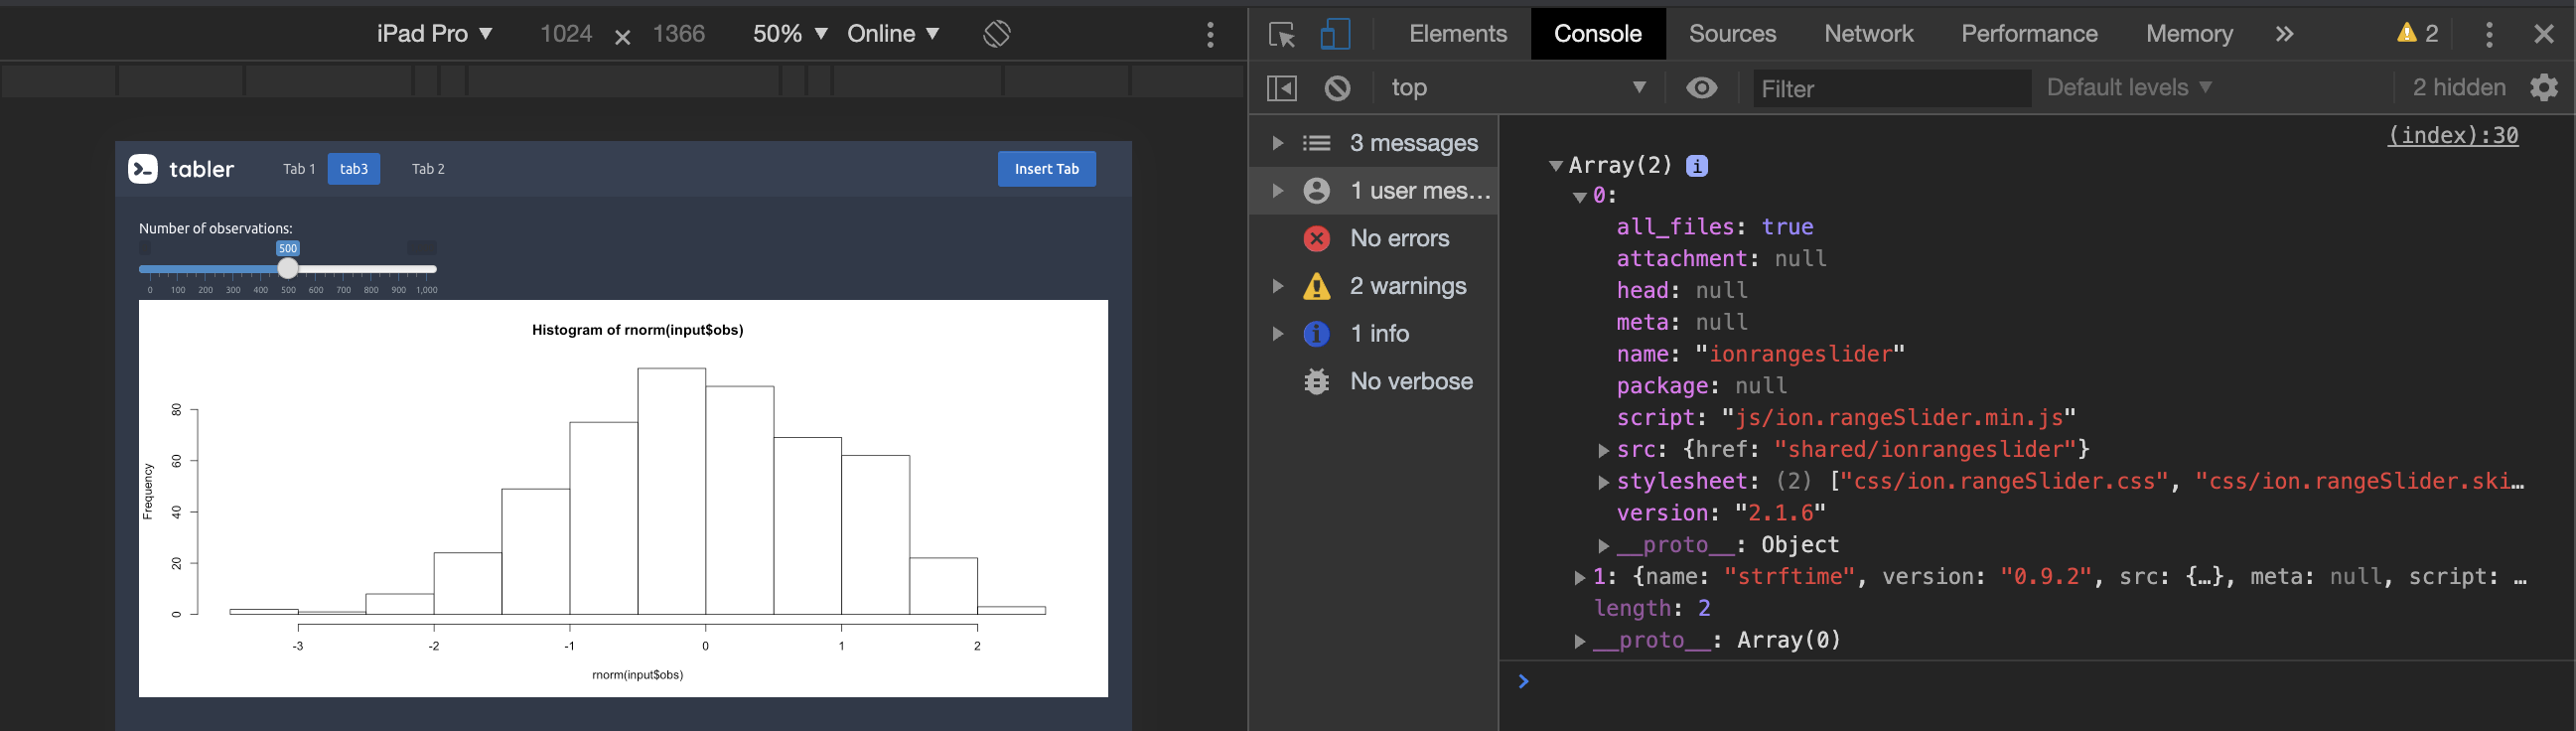 iPad Pro ▼ 1024 × 1366 50% ▼ Online ▼
tabler Tab 1 tab3 Tab 2 Insert Tab
Number of observations:
500
0 100 200 300 400 500 600 700 800 900 1,000
Histogram of rnorm(input$obs)
Frequency
80
60
40
20
0
-3 -2 -1 0 1 2
rnorm(input$obs)
Elements Console Sources Network Performance Memory » 2
top ▼ Filter Default levels ▼ 2 hidden
3 messages
1 user mes...
No errors
2 warnings
1 info
No verbose
(index):30
▼ Array(2) i
▼ 0:
all_files: true
attachment: null
head: null
meta: null
name: "ionrangeslider"
package: null
script: "js/ion.rangeSlider.min.js"
▶ src: {href: "shared/ionrangeslider"}
▶ stylesheet: (2) ["css/ion.rangeSlider.css", "css/ion.rangeSlider.ski…
version: "2.1.6"
▶ __proto__: Object
▶ 1: {name: "strftime", version: "0.9.2", src: {…}, meta: null, script: …
length: 2
▶ __proto__: Array(0)
>